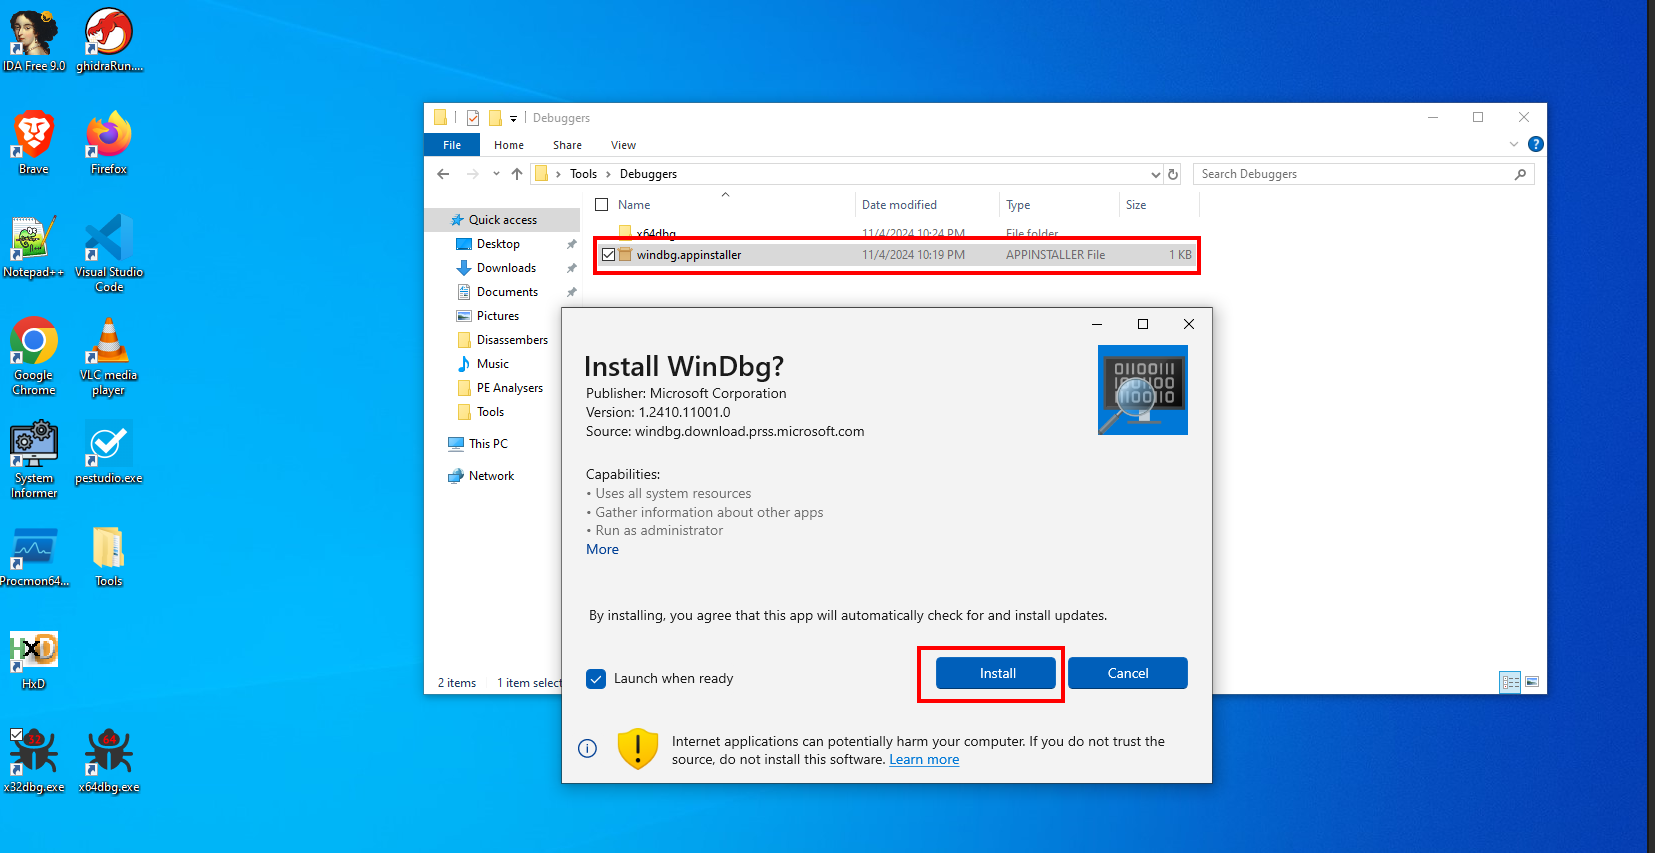 IDA Free 9.0
ghidraRun....
Brave
Firefox
Notepad++
Visual Studio
Code
Google
Chrome
VLC media
player
System
Informer
pestudio.exe
Procmon64...
Tools
HxD
HxD
32
x32dbg.exe
64
x64dbg.exe
Debuggers
File
Home
Share
View
?
Tools
Debuggers
Search Debuggers
Name
Date modified
Type
Size
x64dbg
11/4/2024 10:24 PM
File folder
windbg.appinstaller
11/4/2024 10:19 PM
APPINSTALLER File
1 KB
Quick access
Desktop
Downloads
Documents
Pictures
Disassembers
Music
PE Analysers
Tools
This PC
Network
2 items
1 item select
Install WinDbg?
Publisher: Microsoft Corporation
Version: 1.2410.11001.0
Source: windbg.download.prss.microsoft.com
Capabilities:
• Uses all system resources
• Gather information about other apps
• Run as administrator
More
By installing, you agree that this app will automatically check for and install updates.
Launch when ready
Install
Cancel
Internet applications can potentially harm your computer. If you do not trust the
source, do not install this software. Learn more